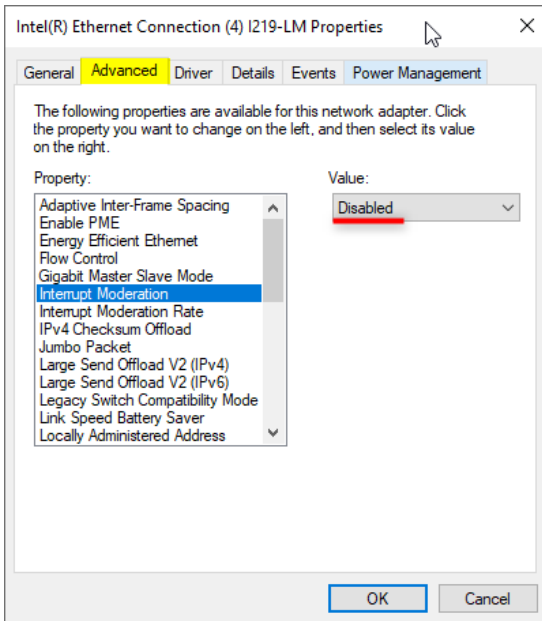 Intel(R) Ethernet Connection (4) I219-LM Properties
General Advanced Driver Details Events Power Management
The following properties are available for this network adapter. Click
the property you want to change on the left, and then select its value
on the right.
Property:
Value:
Adaptive Inter-Frame Spacing
Disabled
Enable PME
Energy Efficient Ethernet
Flow Control
Gigabit Master Slave Mode
Interrupt Moderation
Interrupt Moderation Rate
IPv4 Checksum Offload
Jumbo Packet
Large Send Offload V2 (IPv4)
Large Send Offload V2 (IPv6)
Legacy Switch Compatibility Mode
Link Speed Battery Saver
Locally Administered Address
OK
Cancel